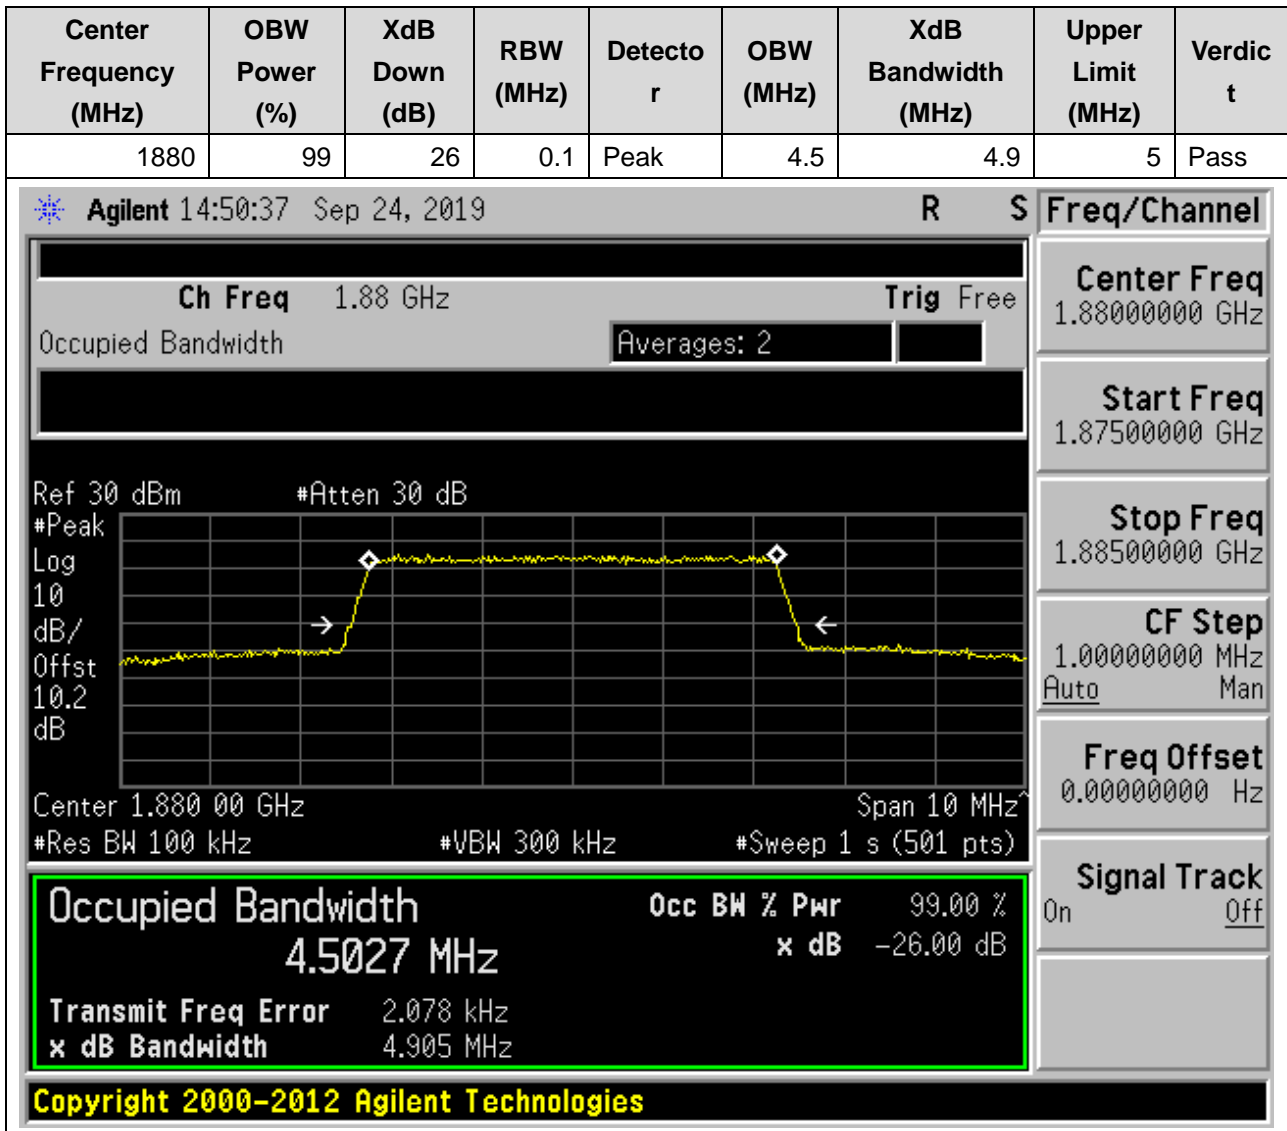 Center Frequency (MHz) OBW Power (%) XdB Down (dB) RBW (MHz) Detecto r OBW (MHz) XdB Bandwidth (MHz) Upper Limit (MHz) Verdic t
1880 99 26 0.1 Peak 4.5 4.9 5 Pass
Agilent 14:50:37 Sep 24, 2019 R S Freq/Channel
Ch Freq 1.88 GHz Trig Free
Occupied Bandwidth Averages: 2
Center Freq
1.88000000 GHz
Start Freq
1.87500000 GHz
Stop Freq
1.88500000 GHz
CF Step
1.00000000 MHz
Auto Man
Freq Offset
0.00000000 Hz
Signal Track
On Off
Ref 30 dBm #Atten 30 dB
#Peak
Log
10
dB/
Offst
10.2
dB
Center 1.880 00 GHz Span 10 MHz^
#Res BW 100 kHz #VBW 300 kHz #Sweep 1 s (501 pts)
Occupied Bandwidth Occ BW % Pwr 99.00 %
4.5027 MHz x dB -26.00 dB
Transmit Freq Error 2.078 kHz
x dB Bandwidth 4.905 MHz
Copyright 2000-2012 Agilent Technologies